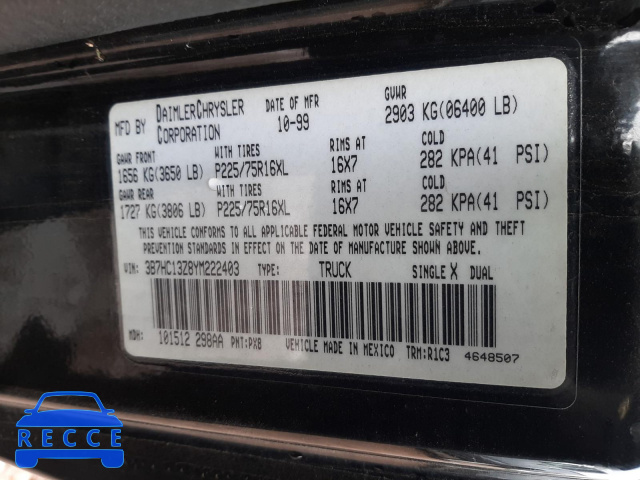 MFD BY DAIMLERCHRYSLER CORPORATION DATE OF MFR 10-99 GVWR 2903 KG(06400 LB)
GAWR FRONT WITH TIRES RIMS AT COLD
1656 KG(3650 LB) P225/75R16XL 16X7 282 KPA(41 PSI)
GAWR REAR WITH TIRES RIMS AT COLD
1727 KG(3806 LB) P225/75R16XL 16X7 282 KPA(41 PSI)
THIS VEHICLE CONFORMS TO ALL APPLICABLE FEDERAL MOTOR VEHICLE SAFETY AND THEFT
PREVENTION STANDARDS IN EFFECT ON THE DATE OF MANUFACTURE SHOWN ABOVE.
VIN: 3B7HC13Z8YM222403 TYPE: TRUCK SINGLE X DUAL
MDH: 101512 298AA PNT:PX8 VEHICLE MADE IN MEXICO TRM:R1C3 4648507
RECCE